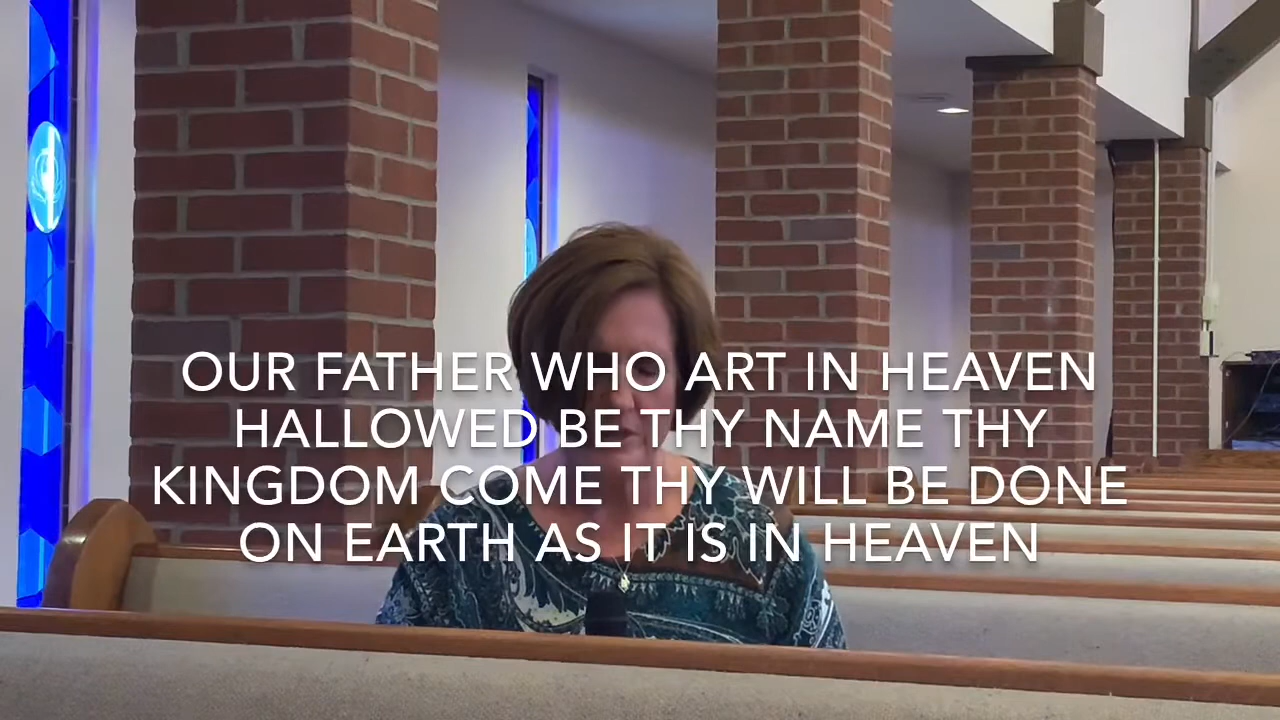 OUR FATHER WHO ART IN HEAVEN
HALLOWED BE THY NAME THY
KINGDOM COME THY WILL BE DONE
ON EARTH AS IT IS IN HEAVEN